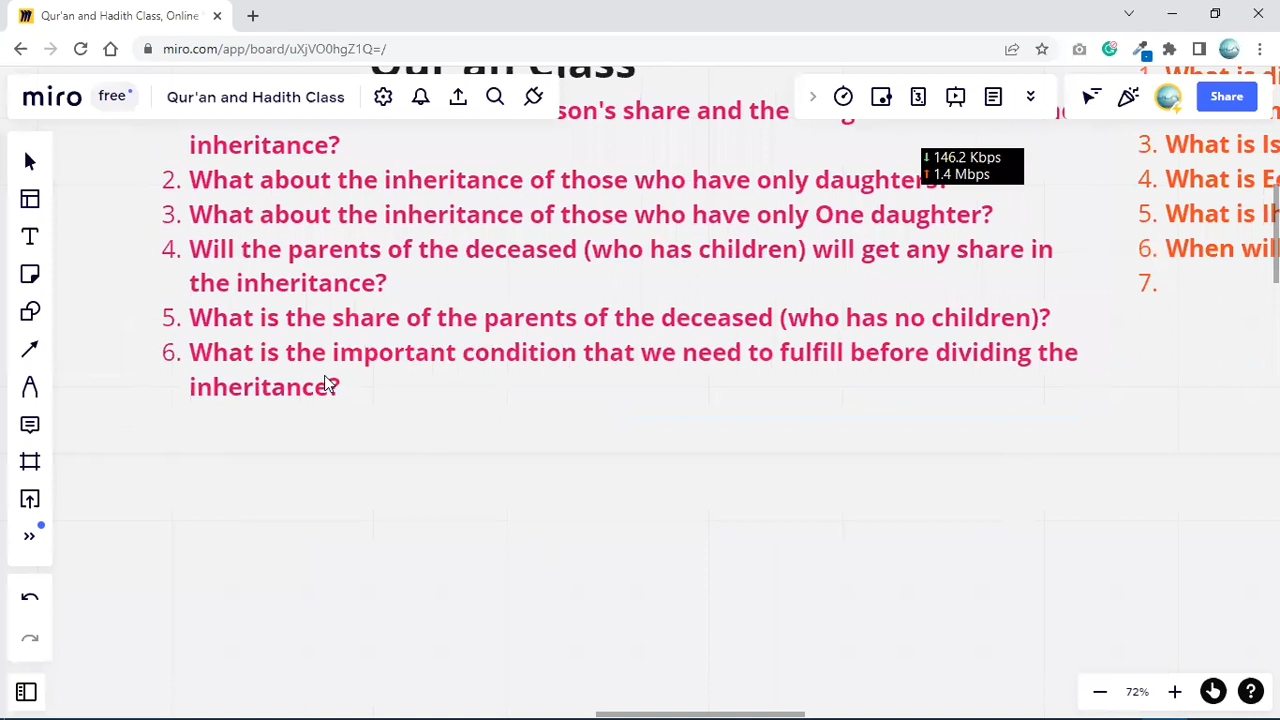 Qur'an and Hadith Class, Online
miro.com/app/board/uXjVO0hgZ1Q=/
Qur'an Class
miro free Qur'an and Hadith Class
Share
son's share and the
inheritance?
146.2 Kbps
1.4 Mbps
2. What about the inheritance of those who have only daughters?
3. What about the inheritance of those who have only One daughter?
4. Will the parents of the deceased (who has children) will get any share in
the inheritance?
5. What is the share of the parents of the deceased (who has no children)?
6. What is the important condition that we need to fulfill before dividing the
inheritance?
1. What is
3. What is
4. What is
5. What is
6. When will
7.
72%